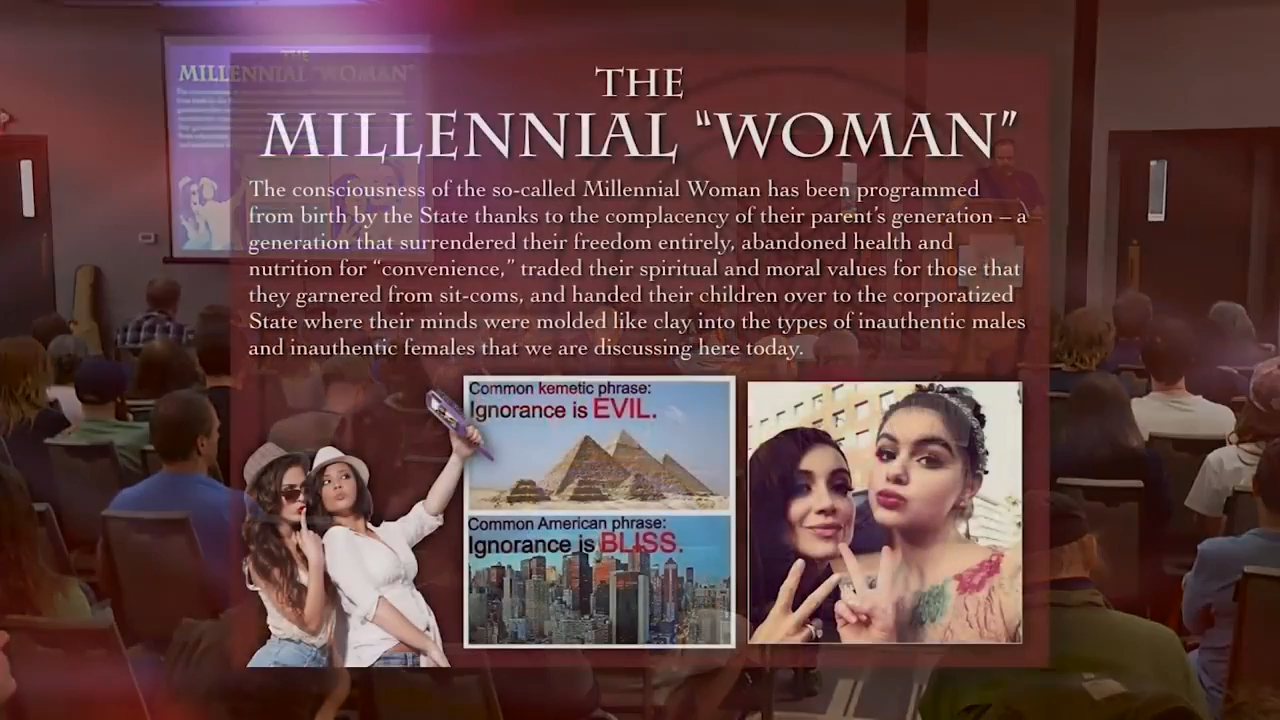 THE
MILLENNIAL "WOMAN"
THE
MILLENNIAL "WOMAN"
The consciousness of the so-called Millennial Woman has been programmed
from birth by the State thanks to the complacency of their parent's generation – a
generation that surrendered their freedom entirely, abandoned health and
nutrition for "convenience," traded their spiritual and moral values for those that
they garnered from sit-coms, and handed their children over to the corporatized
State where their minds were molded like clay into the types of inauthentic males
and inauthentic females that we are discussing here today.
Common kemetic phrase:
Ignorance is EVIL.
Common American phrase:
Ignorance is BLISS.